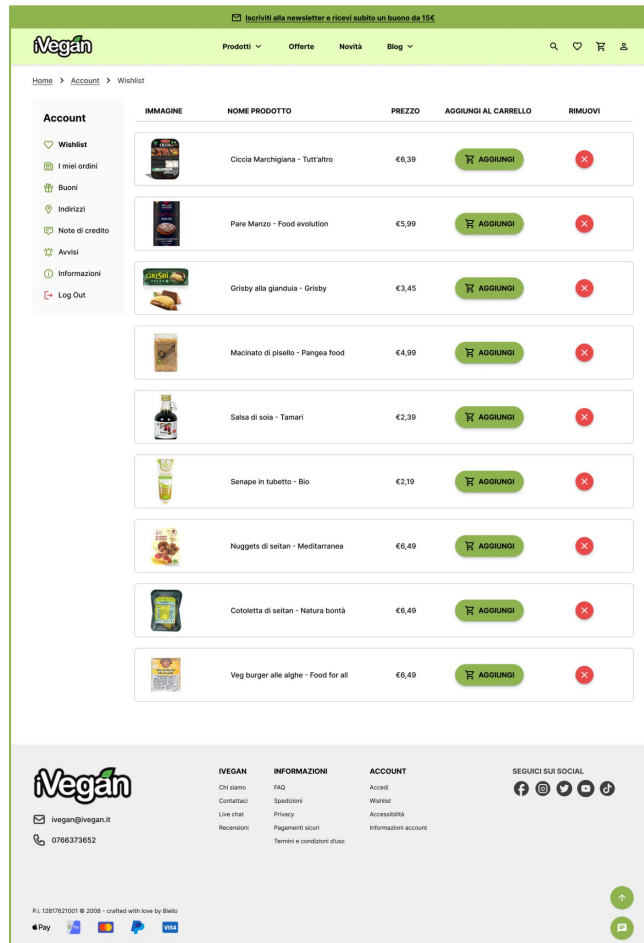 Iscriviti alla newsletter e ricevi subito un buono da 15€
iVegan
Prodotti
Offerte
Novità
Blog
Home > Account > Wishlist
Account
Wishlist
I miei ordini
Buoni
Indirizzi
Note di credito
Avvisi
Informazioni
Log Out
IMMAGINE NOME PRODOTTO PREZZO AGGIUNGI AL CARRELLO RIMUOVI
Ciccia Marchigiana - Tutt'altro €6,39 AGGIUNGI
Pare Manzo - Food evolution €5,99 AGGIUNGI
GRISBÌ
Grisby alla gianduia - Grisby €3,45 AGGIUNGI
Macinato di pisello - Pangea food €4,99 AGGIUNGI
Salsa di soia - Tamari €2,39 AGGIUNGI
Senape in tubetto - Bio €2,19 AGGIUNGI
Nuggets di seitan - Meditarranea €6,49 AGGIUNGI
Cotoletta di seitan - Natura bontà €6,49 AGGIUNGI
Veg burger alle alghe - Food for all €6,49 AGGIUNGI
iVegan
ivegan@ivegan.it
0766373652
IVEGAN
Chi siamo
Contattaci
Live chat
Recensioni
INFORMAZIONI
FAQ
Spedizioni
Privacy
Pagamenti sicuri
Termini e condizioni d'uso
ACCOUNT
Accedi
Wishlist
Accessibilità
Informazioni account
SEGUICI SUI SOCIAL
P.i. 12817621001 © 2008 - crafted with love by Biello
Pay
VISA